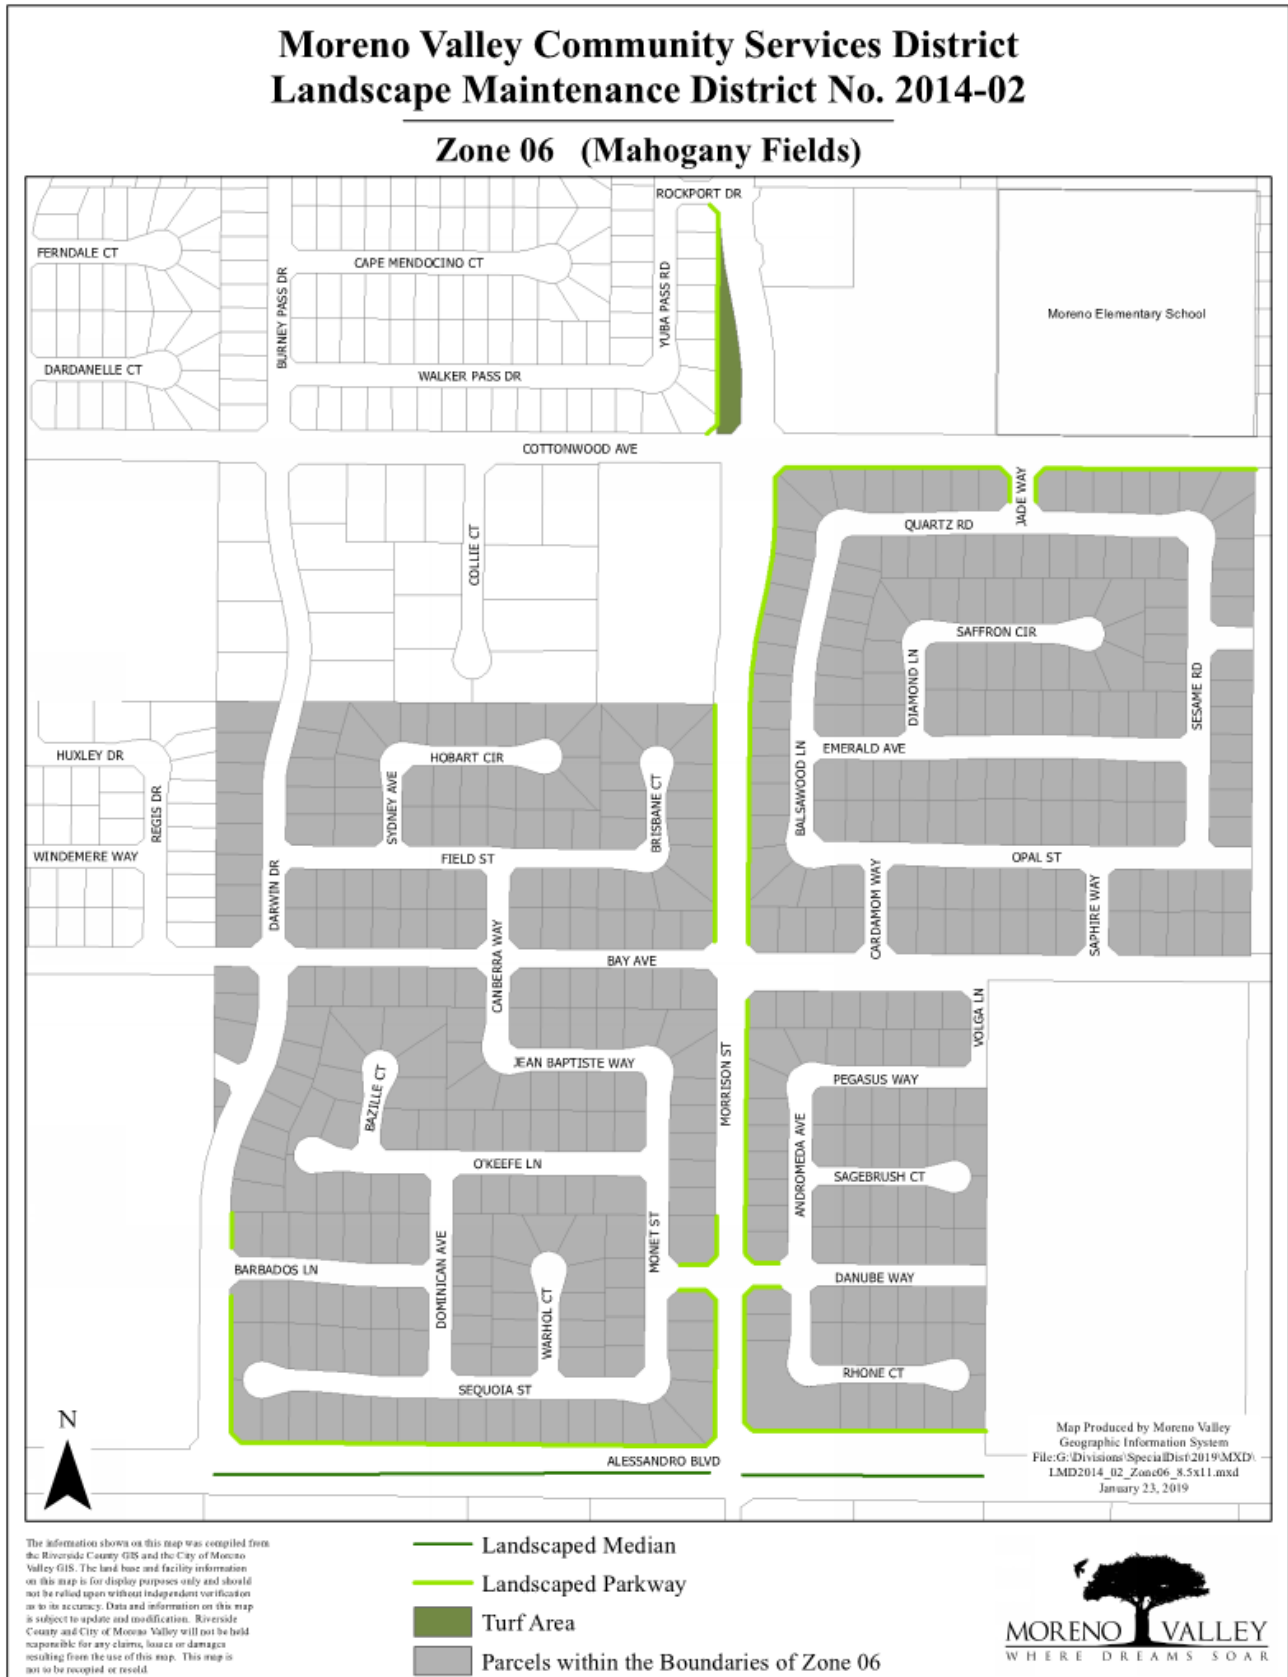 Moreno Valley Community Services District
Landscape Maintenance District No. 2014-02
Zone 06 (Mahogany Fields)
ROCKPORT DR
FERNDALE CT
CAPE MENDOCINO CT
BURNEY PASS DR
YUBA PASS RD
Moreno Elementary School
DARDANELLE CT
WALKER PASS DR
COTTONWOOD AVE
JADE WAY
QUARTZ RD
COLLIE CT
SAFFRON CIR
DIAMOND LN
SESAME RD
HUXLEY DR
HOBART CIR
EMERALD AVE
REGIS DR
SYDNEY AVE
BRISBANE CT
BALSAWOOD LN
WINDEMERE WAY
FIELD ST
OPAL ST
DARWIN DR
CANBERRA WAY
CARDAMOM WAY
SAPHIRE WAY
BAY AVE
VOLGA LN
JEAN BAPTISTE WAY
MORRISON ST
PEGASUS WAY
BAZILLE CT
ANDROMEDA AVE
O'KEEFE LN
SAGEBRUSH CT
MONET ST
BARBADOS LN
DOMINICAN AVE
WARHOL CT
DANUBE WAY
SEQUOIA ST
RHONE CT
N
ALESSANDRO BLVD
Map Produced by Moreno Valley
Geographic Information System
File:G:\Divisions\SpecialDist\2019\MXD\
LMD2014_02_Zone06_8.5x11.mxd
January 23, 2019
The information shown on this map was compiled from
the Riverside County GIS and the City of Moreno
Valley GIS. The land base and facility information
on this map is for display purposes only and should
not be relied upon without independent verification
as to its accuracy. Data and information on this map
is subject to update and modification. Riverside
County and City of Moreno Valley will not be held
responsible for any claims, losses or damages
resulting from the use of this map. This map is
not to be recopied or resold.
Landscaped Median
Landscaped Parkway
Turf Area
Parcels within the Boundaries of Zone 06
MORENO VALLEY
WHERE DREAMS SOAR